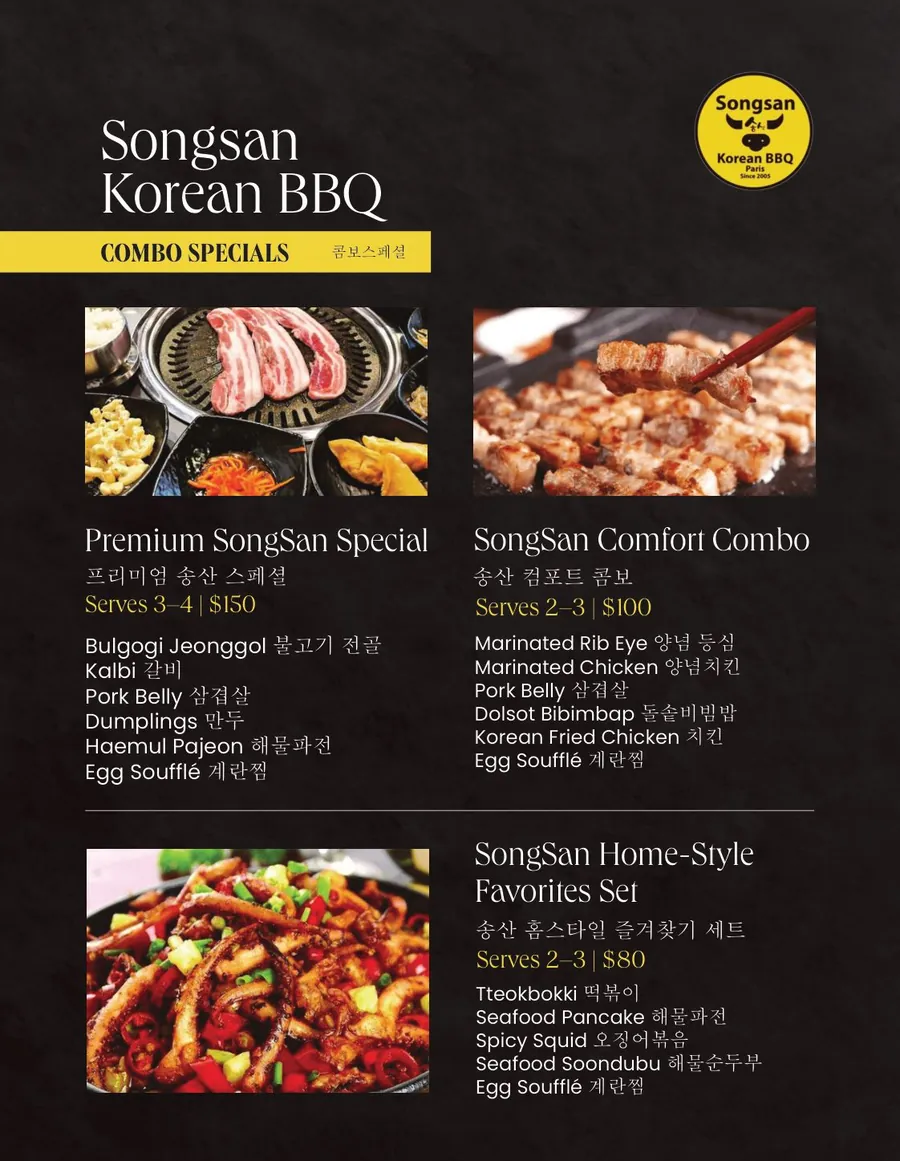 Songsan
Korean BBQ
Songsan
송산
Korean BBQ
Paris
Since 2005
COMBO SPECIALS 콤보스페셜
Premium SongSan Special
프리미엄 송산 스페셜
Serves 3–4 | $150
Bulgogi Jeonggol 불고기 전골
Kalbi 갈비
Pork Belly 삼겹살
Dumplings 만두
Haemul Pajeon 해물파전
Egg Soufflé 계란찜
SongSan Comfort Combo
송산 컴포트 콤보
Serves 2–3 | $100
Marinated Rib Eye 양념 등심
Marinated Chicken 양념치킨
Pork Belly 삼겹살
Dolsot Bibimbap 돌솥비빔밥
Korean Fried Chicken 치킨
Egg Soufflé 계란찜
SongSan Home-Style
Favorites Set
송산 홈스타일 즐겨찾기 세트
Serves 2–3 | $80
Tteokbokki 떡볶이
Seafood Pancake 해물파전
Spicy Squid 오징어볶음
Seafood Soondubu 해물순두부
Egg Soufflé 계란찜